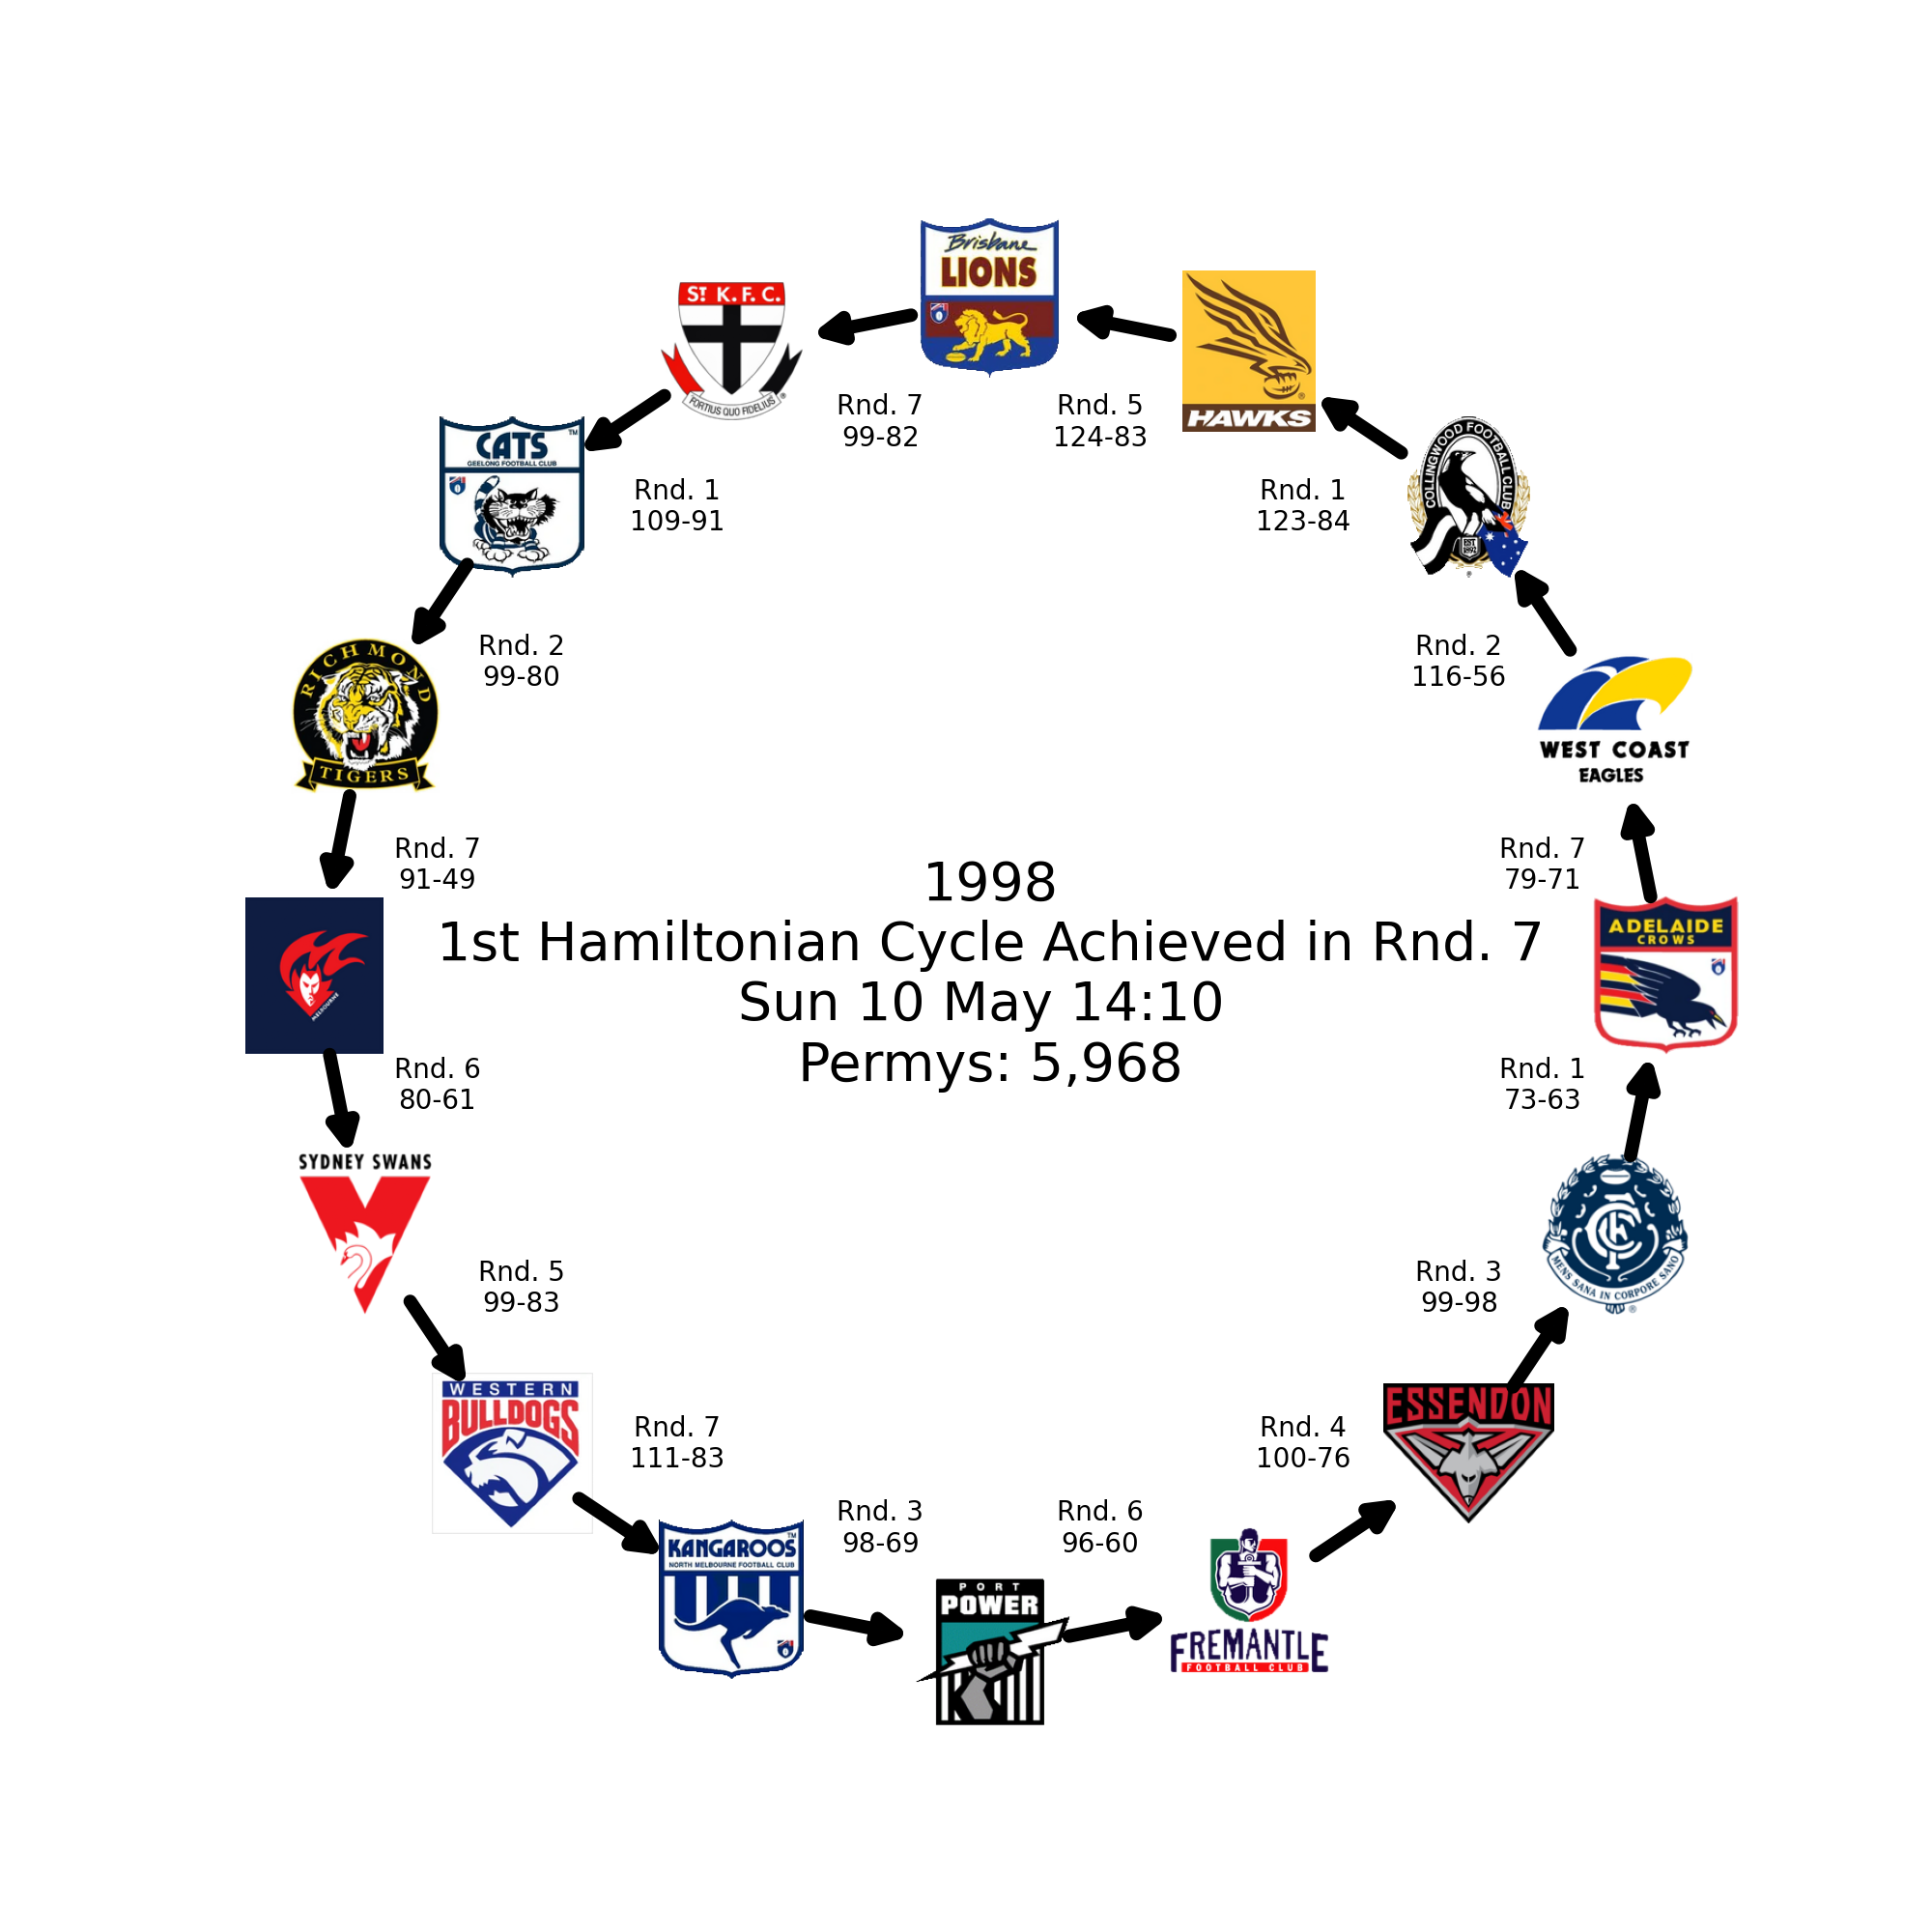 Brisbane
LIONS
ST K.F.C.
FORTIUS QUO FIDELIUS
®
HAWKS
®
Rnd. 7
99-82
Rnd. 5
124-83
CATS
TM
GEELONG FOOTBALL CLUB
COLLINGWOOD FOOTBALL CLUB
EST
1892
Rnd. 1
109-91
Rnd. 1
123-84
RICHMOND
TIGERS
Rnd. 2
99-80
Rnd. 2
116-56
WEST COAST
EAGLES
Rnd. 7
91-49
Rnd. 7
79-71
1998
1st Hamiltonian Cycle Achieved in Rnd. 7
Sun 10 May 14:10
Permys: 5,968
MELBOURNE
ADELAIDE
CROWS
Rnd. 6
80-61
Rnd. 1
73-63
SYDNEY SWANS
CFC
MENS SANA IN CORPORE SANO
®
Rnd. 5
99-83
Rnd. 3
99-98
WESTERN
BULLDOGS
ESSENDON
Rnd. 7
111-83
Rnd. 4
100-76
Rnd. 3
98-69
Rnd. 6
96-60
KANGAROOS
TM
NORTH MELBOURNE FOOTBALL CLUB
PORT
POWER
FREMANTLE
FOOTBALL CLUB